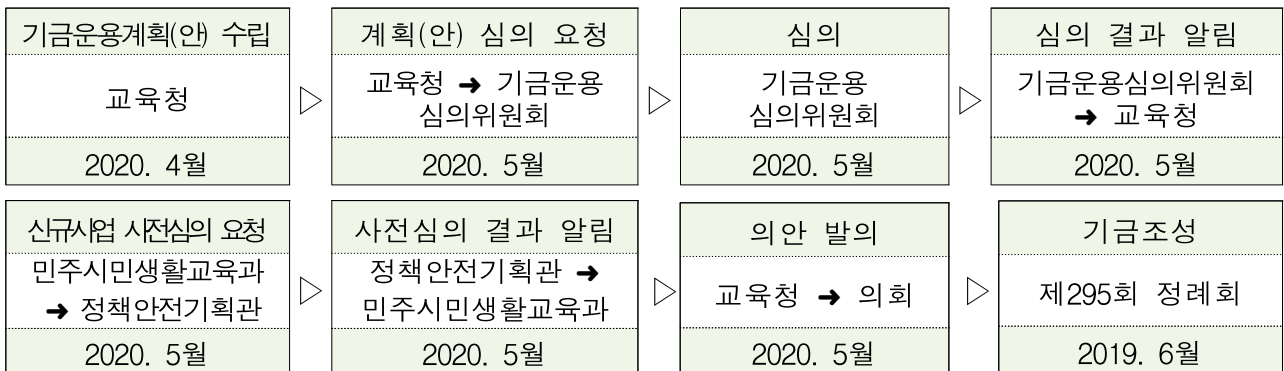 기금운용계획(안) 수립
교육청
2020. 4월
계획(안) 심의 요청
교육청 ➜ 기금운용
심의위원회
2020. 5월
심의
기금운용
심의위원회
2020. 5월
심의 결과 알림
기금운용심의위원회
➜ 교육청
2020. 5월
신규사업 사전심의 요청
민주시민생활교육과
➜ 정책안전기획관
2020. 5월
사전심의 결과 알림
정책안전기획관 ➜
민주시민생활교육과
2020. 5월
의안 발의
교육청 ➜ 의회
2020. 5월
기금조성
제295회 정례회
2019. 6월